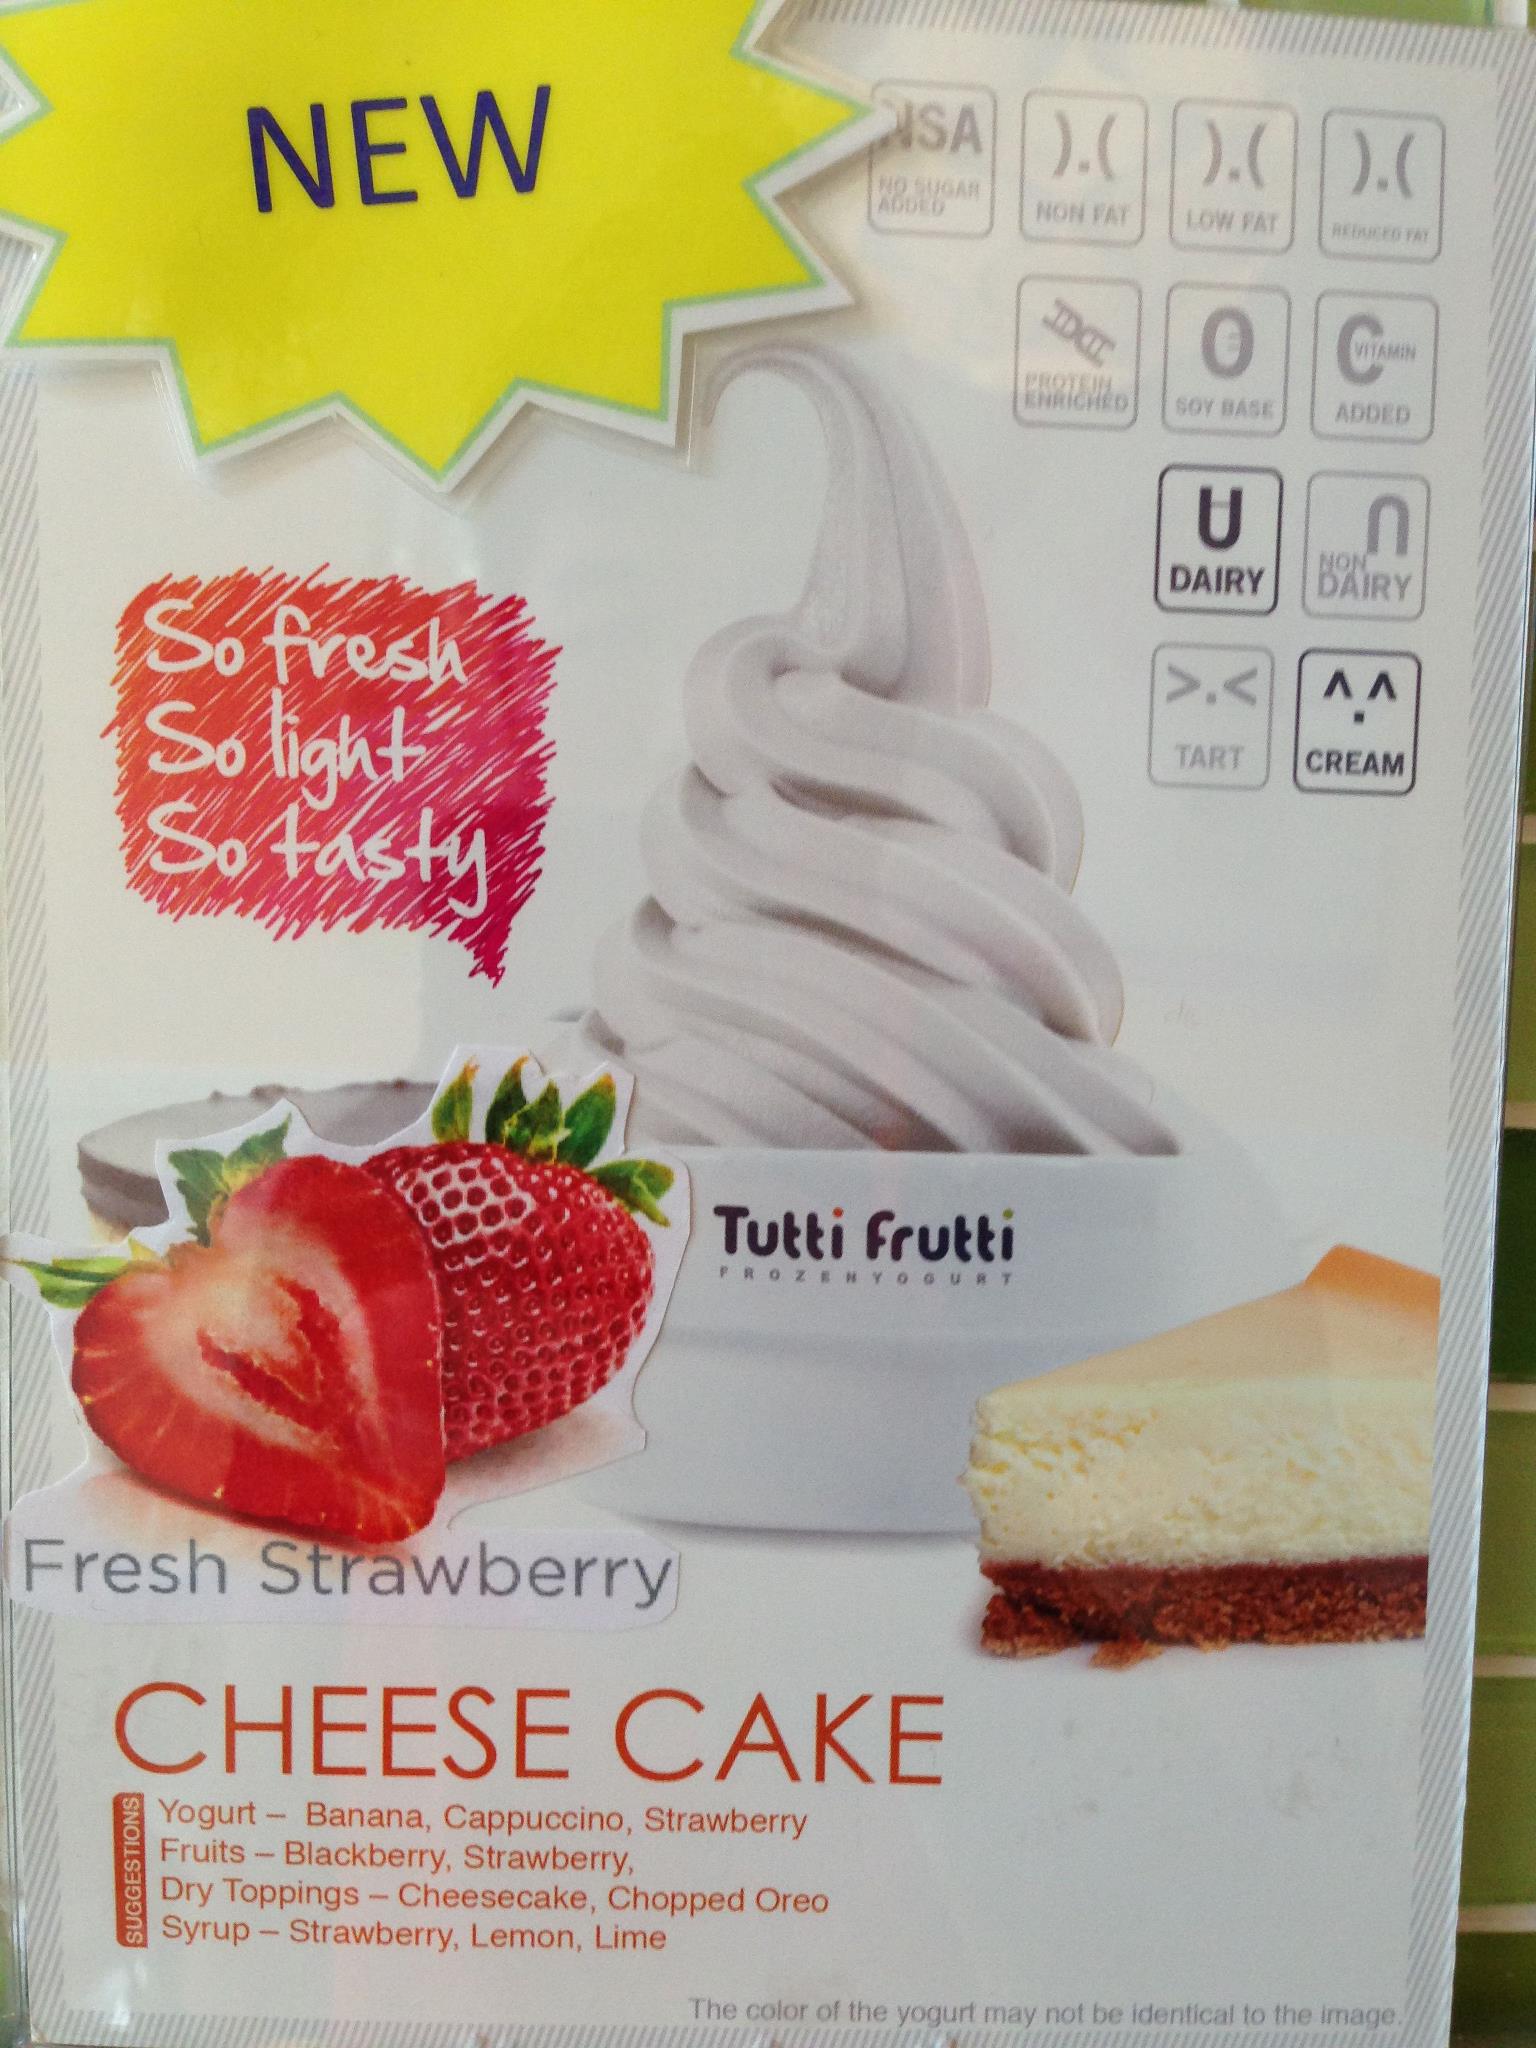 NEW
NSA
NO SUGAR
ADDED
).(
NON FAT
).(
LOW FAT
).(
REDUCED FAT
PROTEIN
ENRICHED
SOY BASE
C VITAMIN
ADDED
DAIRY
NON
DAIRY
>.<
TART
^.^
CREAM
So fresh
So light
So tasty
Tutti Frutti
FROZENYOGURT
Fresh Strawberry
CHEESE CAKE
SUGGESTIONS
Yogurt – Banana, Cappuccino, Strawberry
Fruits – Blackberry, Strawberry,
Dry Toppings – Cheesecake, Chopped Oreo
Syrup – Strawberry, Lemon, Lime
The color of the yogurt may not be identical to the image.